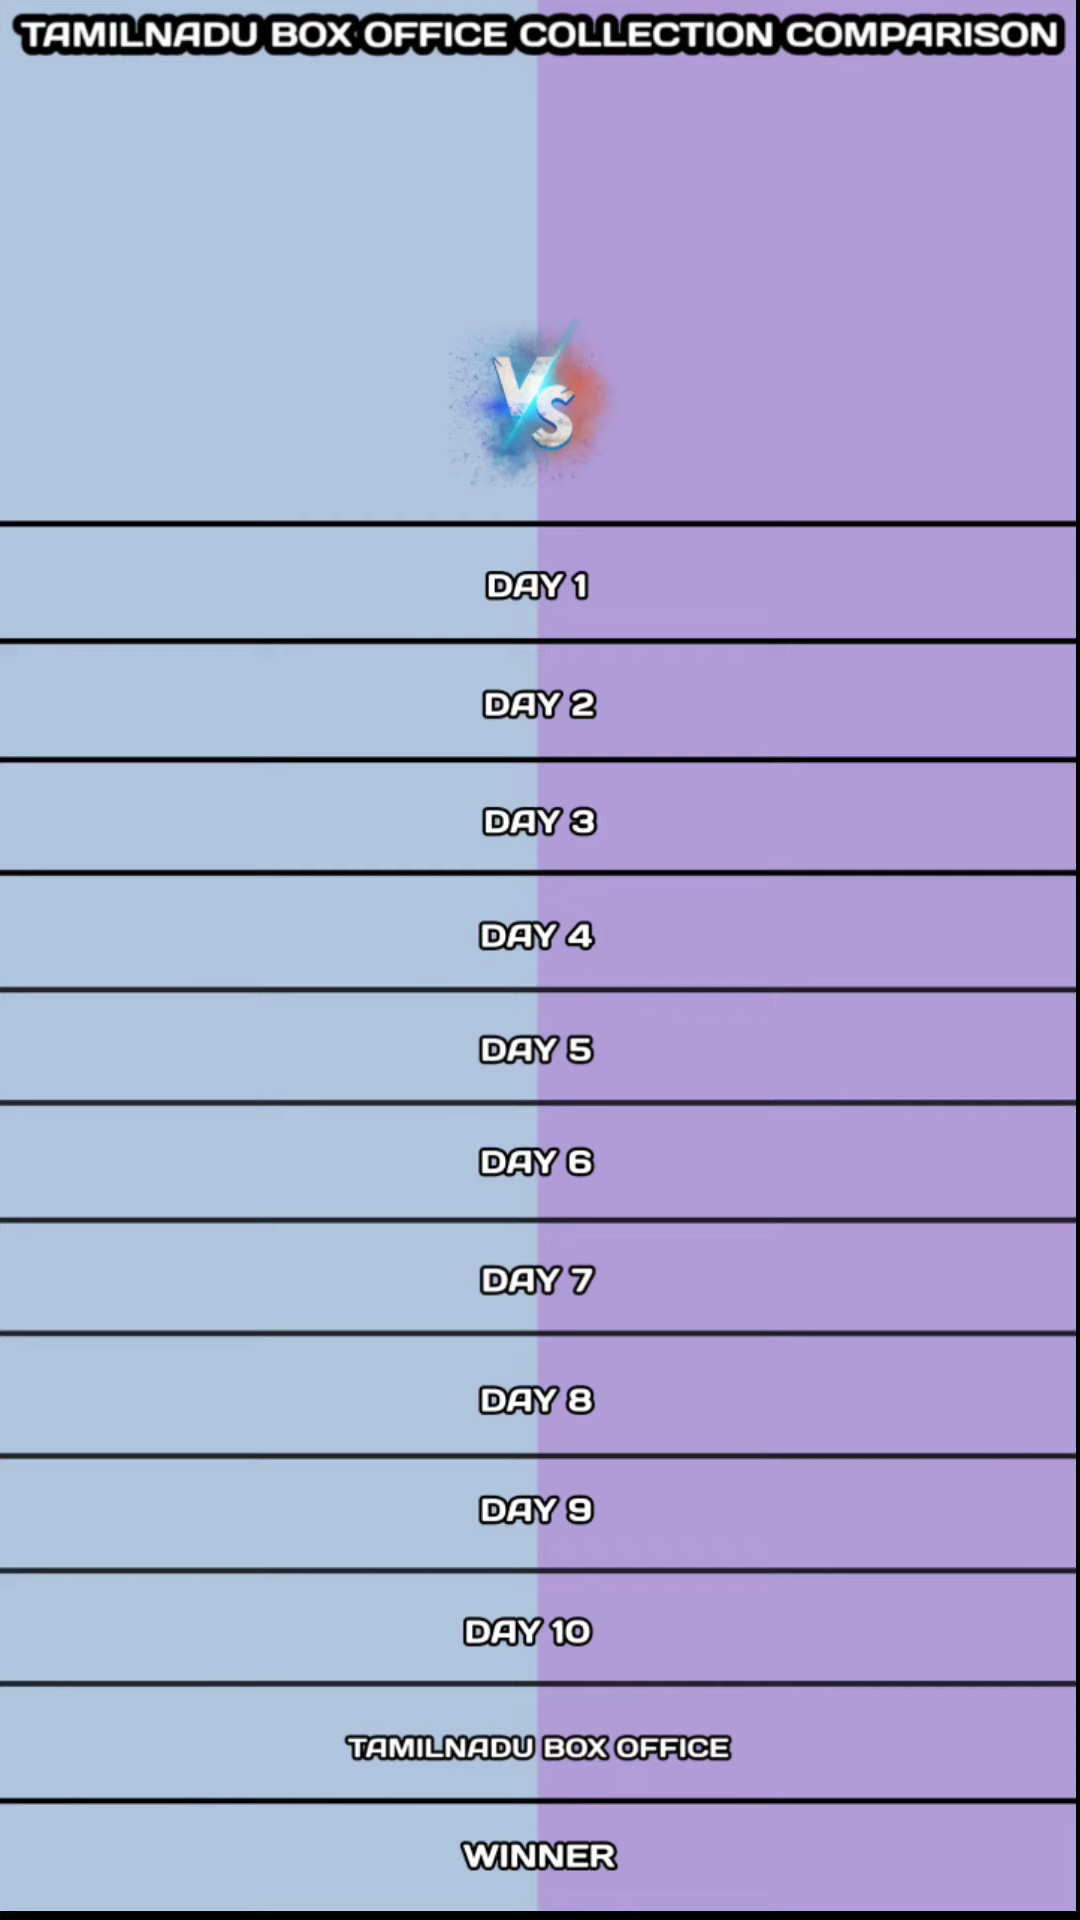 TAMILNADU BOX OFFICE COLLECTION COMPARISON
VS
DAY 1
DAY 2
DAY 3
DAY 4
DAY 5
DAY 6
DAY 7
DAY 8
DAY 9
DAY 10
TAMILNADU BOX OFFICE
WINNER